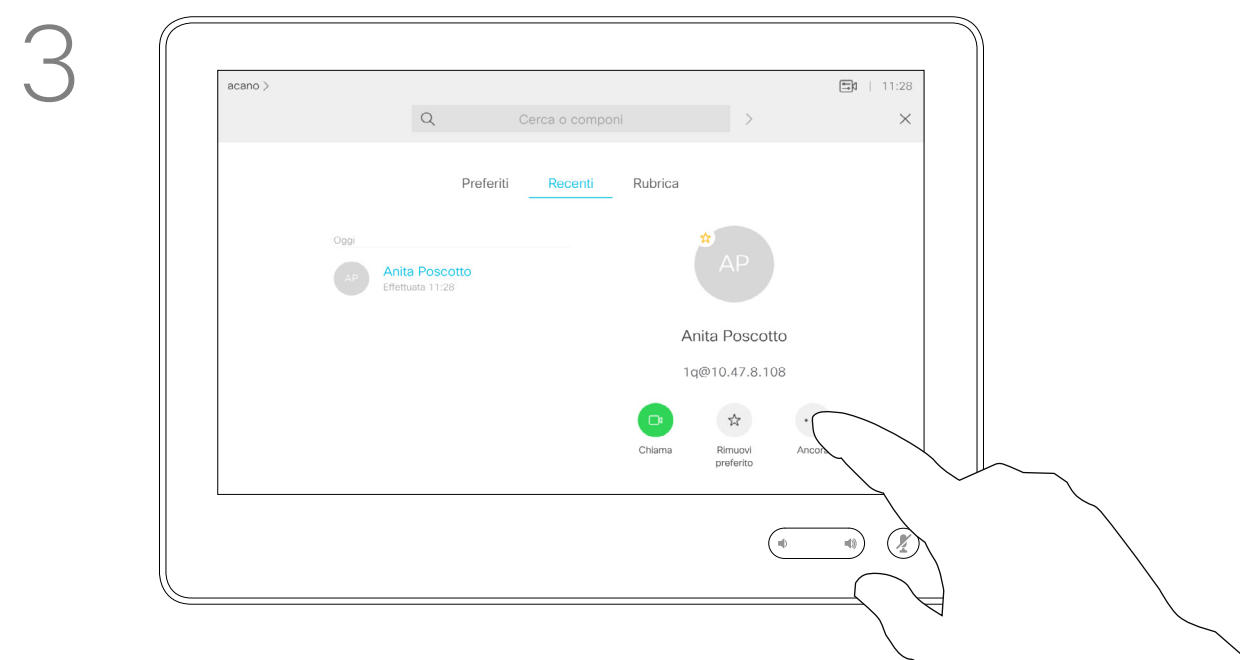 3
acano >
11:28
Cerca o componi
Preferiti Recenti Rubrica
Oggi
AP
Anita Poscotto
Effettuata 11:28
AP
Anita Poscotto
1q@10.47.8.108
Chiama
Rimuovi
preferito